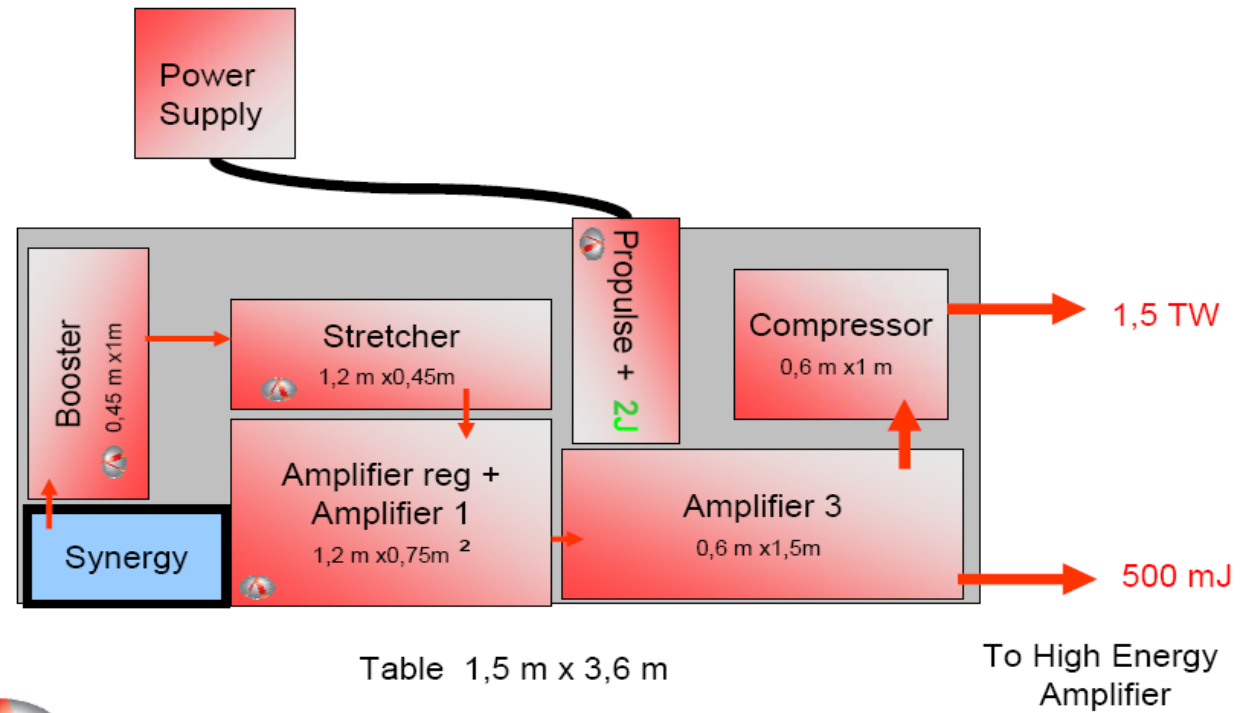 Power
Supply
Booster
0,45 m x1m
Synergy
Stretcher
1,2 m x0,45m
Amplifier reg +
Amplifier 1
1,2 m x0,75m ²
Propulse + 2J
Compressor
0,6 m x1 m
Amplifier 3
0,6 m x1,5m
1,5 TW
500 mJ
To High Energy
Amplifier
Table 1,5 m x 3,6 m